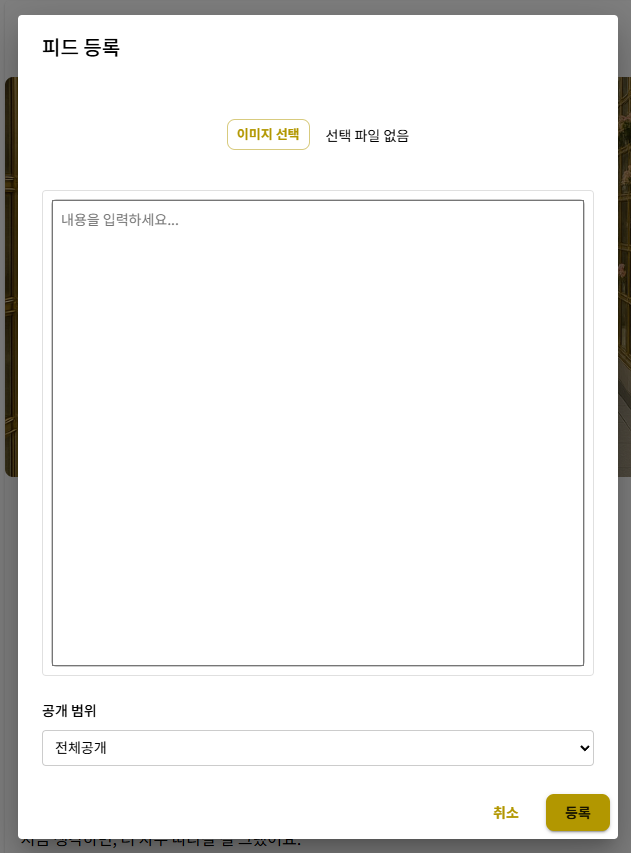 피드 등록
이미지 선택 선택 파일 없음
내용을 입력하세요...
공개 범위
전체공개
취소 등록